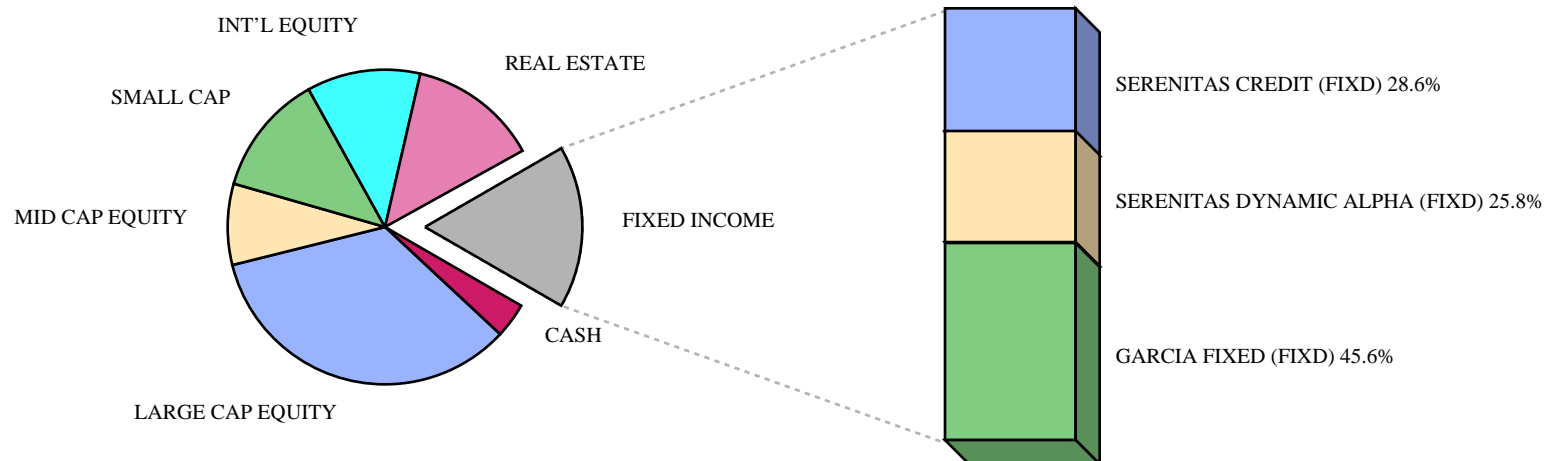 INT'L EQUITY
REAL ESTATE
SMALL CAP
MID CAP EQUITY
FIXED INCOME
CASH
LARGE CAP EQUITY
SERENITAS CREDIT (FIXD) 28.6%
SERENITAS DYNAMIC ALPHA (FIXD) 25.8%
GARCIA FIXED (FIXD) 45.6%